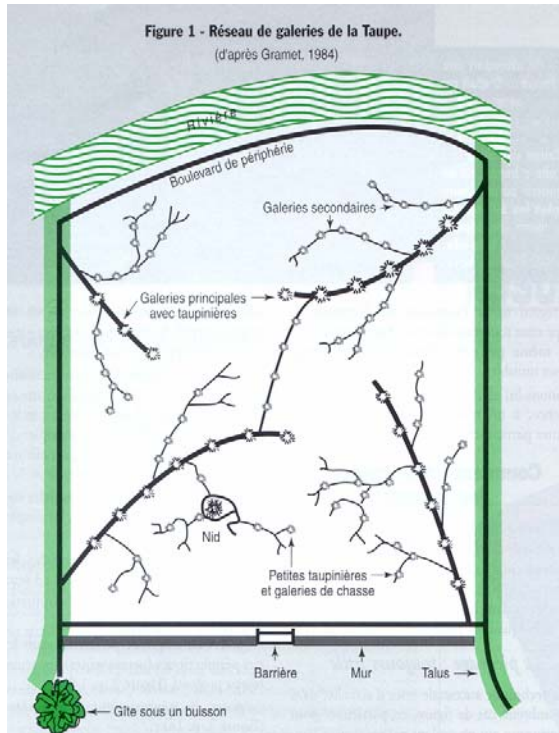 Figure 1 - Réseau de galeries de la Taupe.
(d'après Gramet, 1984)
Rivière
Boulevard de périphérie
Galeries secondaires
Galeries principales
avec taupinières
Nid
Petites taupinières
et galeries de chasse
Barrière
Mur
Talus
Gîte sous un buisson